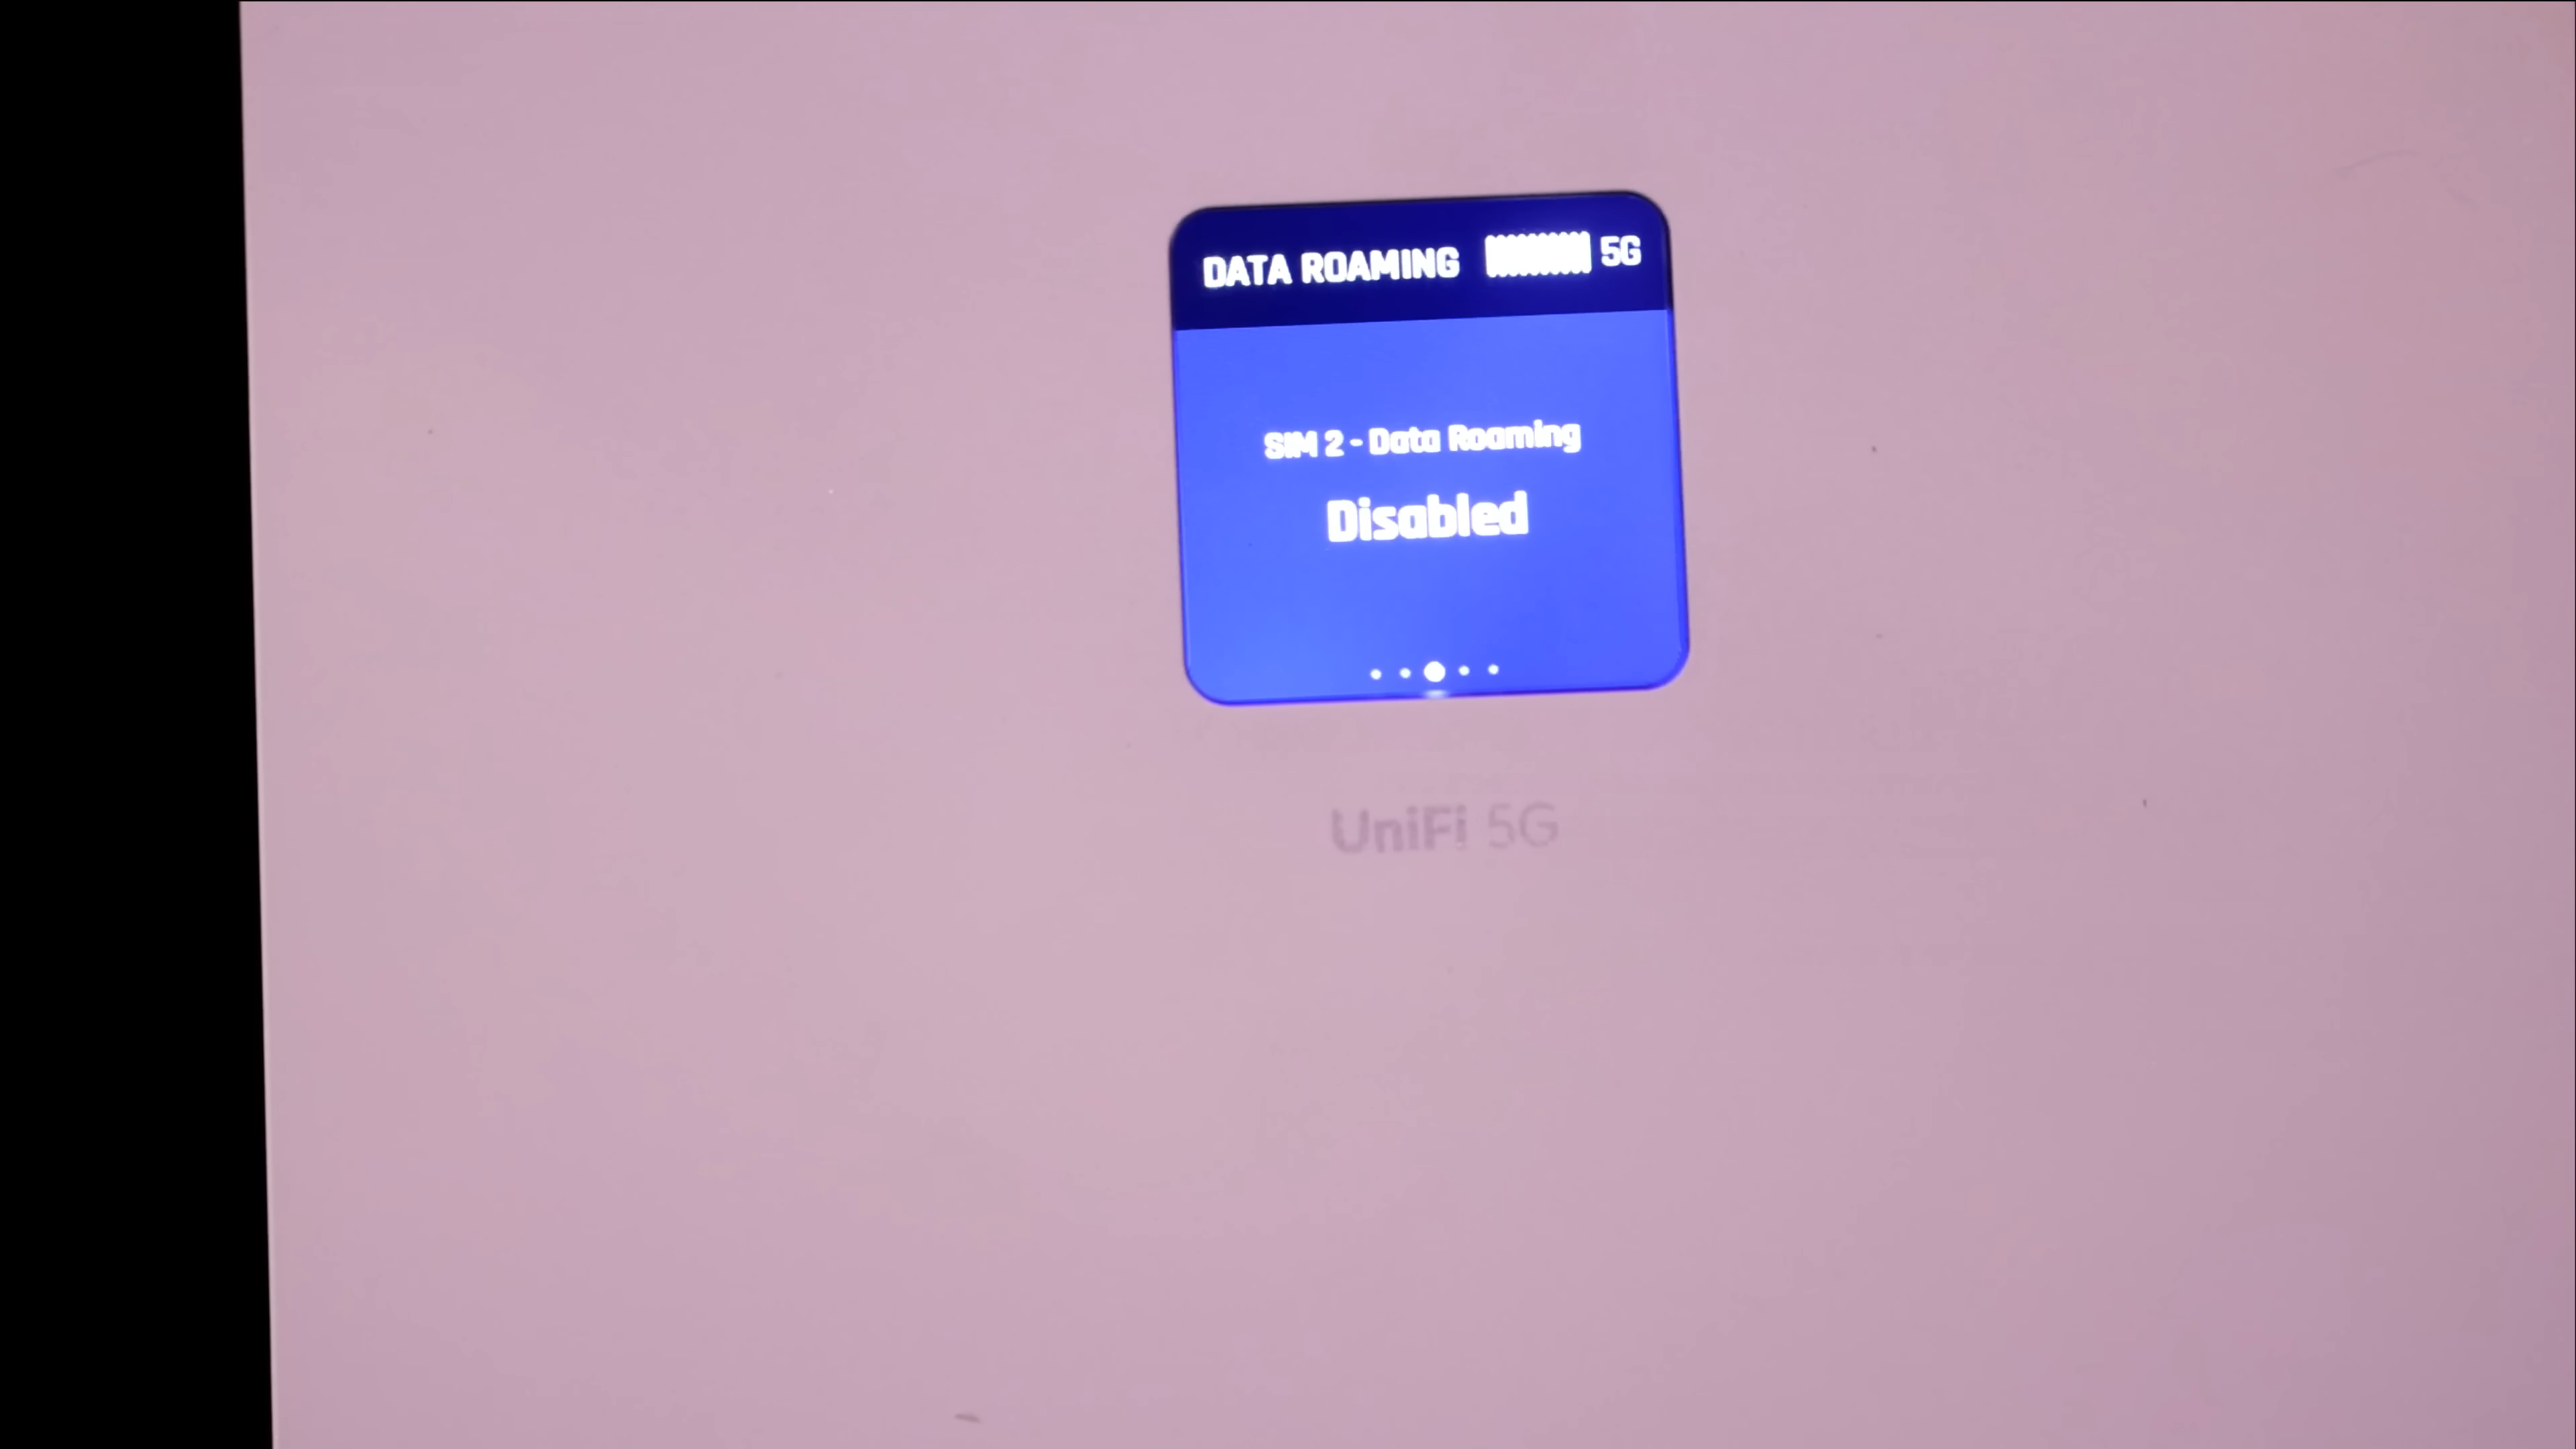 DATA ROAMING 5G
SIM 2 - Data Roaming
Disabled
UniFi 5G